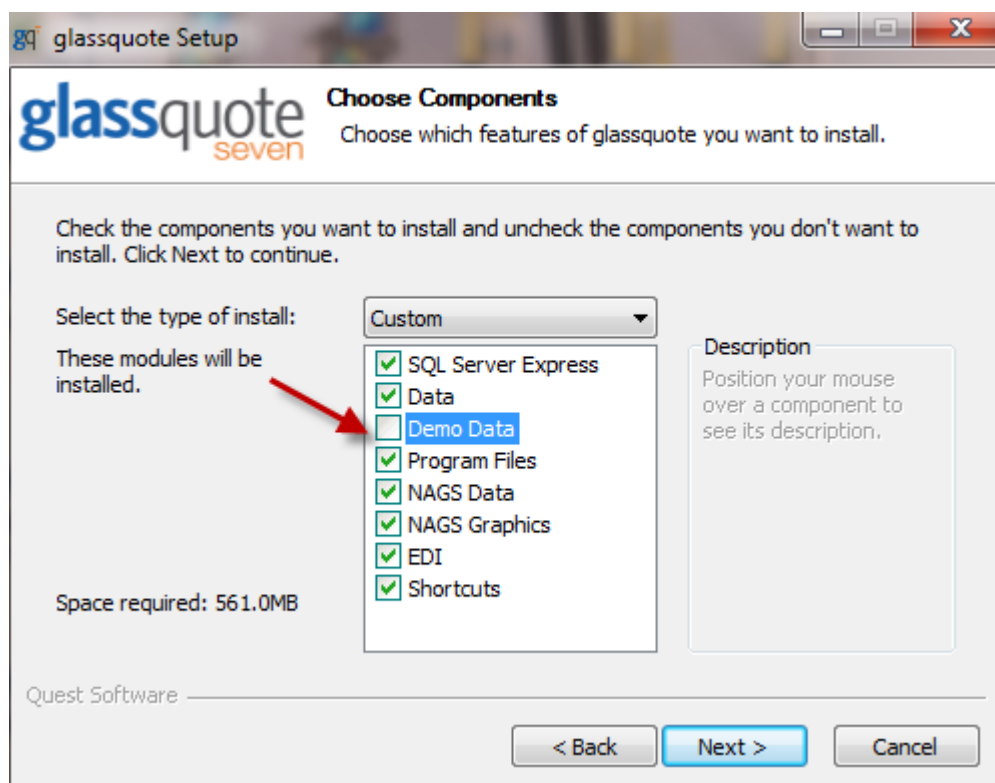 gq glassquote Setup
glassquote
seven
Choose Components
Choose which features of glassquote you want to install.
Check the components you want to install and uncheck the components you don't want to
install. Click Next to continue.
Select the type of install:
Custom
These modules will be
installed.
SQL Server Express
Data
Demo Data
Program Files
NAGS Data
NAGS Graphics
EDI
Shortcuts
Description
Position your mouse
over a component to
see its description.
Space required: 561.0MB
Quest Software
< Back
Next >
Cancel